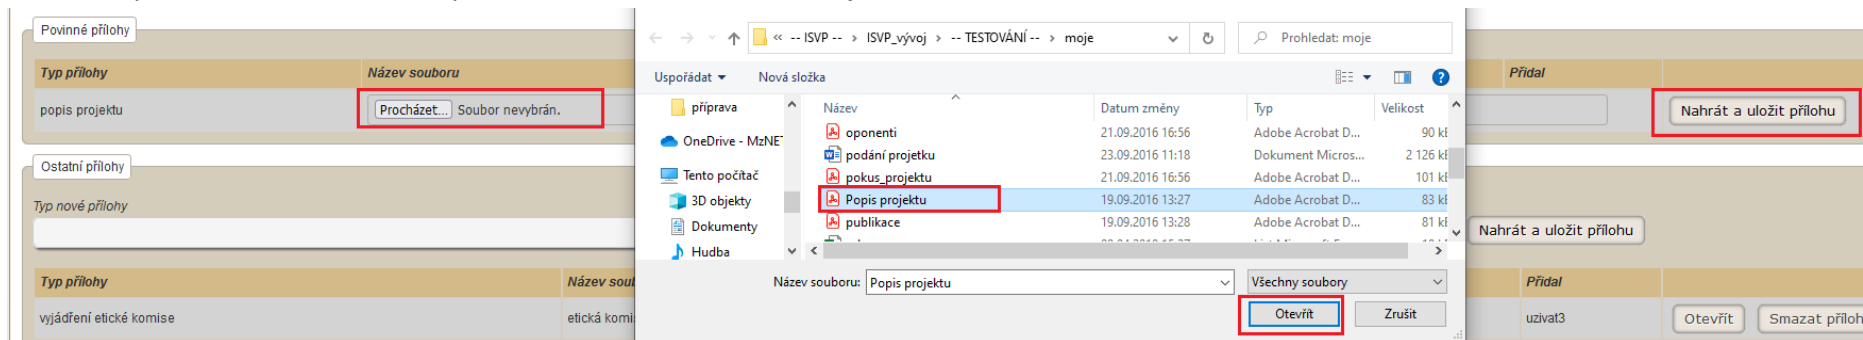 Povinné přílohy
Typ přílohy Název souboru Přidal
popis projektu Procházet... Soubor nevybrán. Nahrát a uložit přílohu
Ostatní přílohy
Typ nové přílohy
Nahrát a uložit přílohu
Typ přílohy Název soub Přidal
vyjádření etické komise etická komi uzivat3 Otevřít Smazat příloh
« -- ISVP -- › ISVP_vývoj › -- TESTOVÁNÍ -- › moje Prohledat: moje
Uspořádat Nová složka
příprava
OneDrive - MzNET
Tento počítač
3D objekty
Dokumenty
Hudba
Název Datum změny Typ Velikost
oponenti 21.09.2016 16:56 Adobe Acrobat D... 90 kB
podání projetku 23.09.2016 11:18 Dokument Micros... 2 126 kB
pokus_projektu 21.09.2016 16:56 Adobe Acrobat D... 101 kB
Popis projektu 19.09.2016 13:27 Adobe Acrobat D... 83 kB
publikace 19.09.2016 13:28 Adobe Acrobat D... 81 kB
Název souboru: Popis projektu Všechny soubory
Otevřít Zrušit